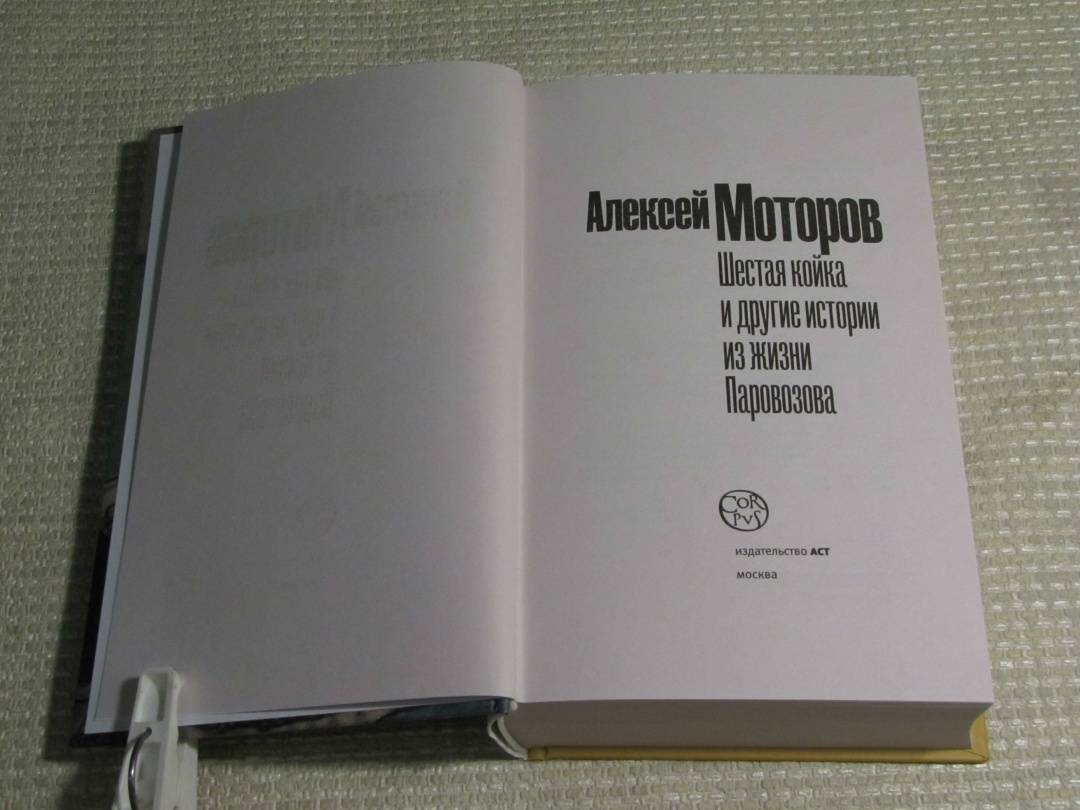 Алексей Моторов
Шестая койка
и другие истории
из жизни
Паровозова
CORPVS
издательство АСТ
москва